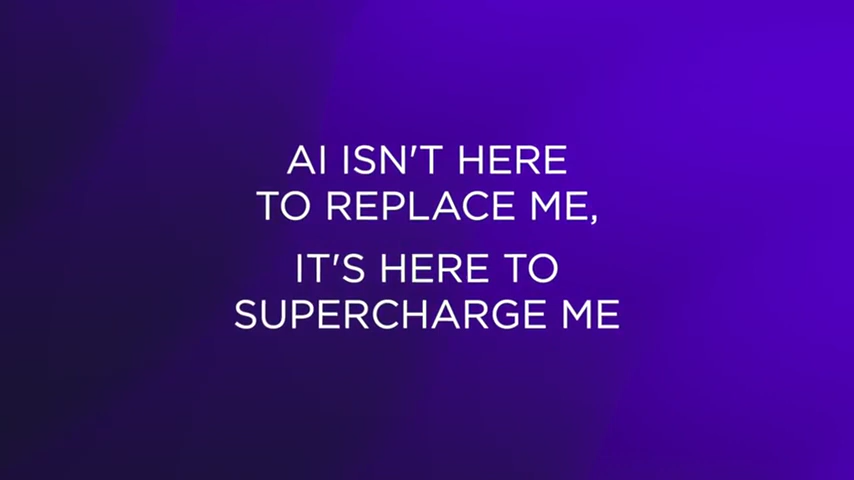 AI ISN'T HERE
TO REPLACE ME,
IT'S HERE TO
SUPERCHARGE ME